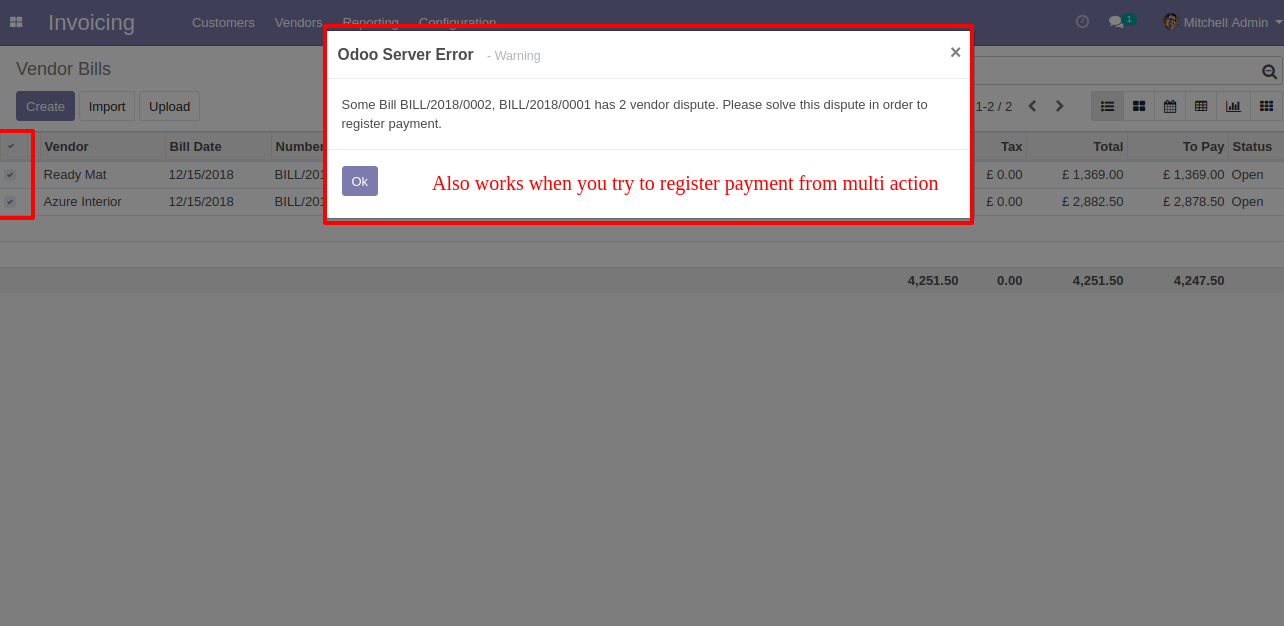 Invoicing Customers Vendors Reporting Configuration 1 Mitchell Admin
Odoo Server Error - Warning ×
Vendor Bills
Some Bill BILL/2018/0002, BILL/2018/0001 has 2 vendor dispute. Please solve this dispute in order to
register payment.
Create Import Upload 1-2 / 2
Vendor Bill Date Number Tax Total To Pay Status
Ready Mat 12/15/2018 BILL/201 £ 0.00 £ 1,369.00 £ 1,369.00 Open
Ok Also works when you try to register payment from multi action
Azure Interior 12/15/2018 BILL/201 £ 0.00 £ 2,882.50 £ 2,878.50 Open
4,251.50 0.00 4,251.50 4,247.50